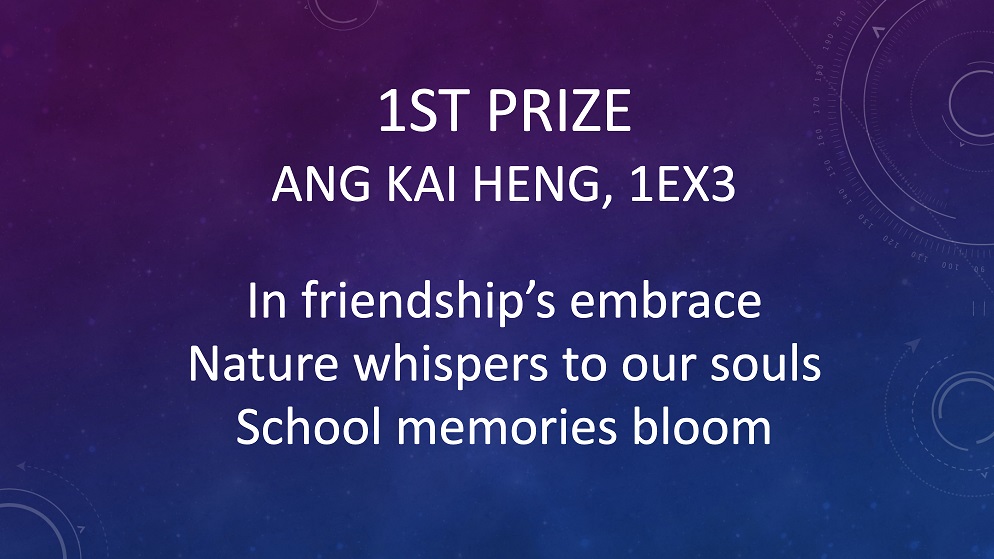 1ST PRIZE
ANG KAI HENG, 1EX3
In friendship’s embrace
Nature whispers to our souls
School memories bloom